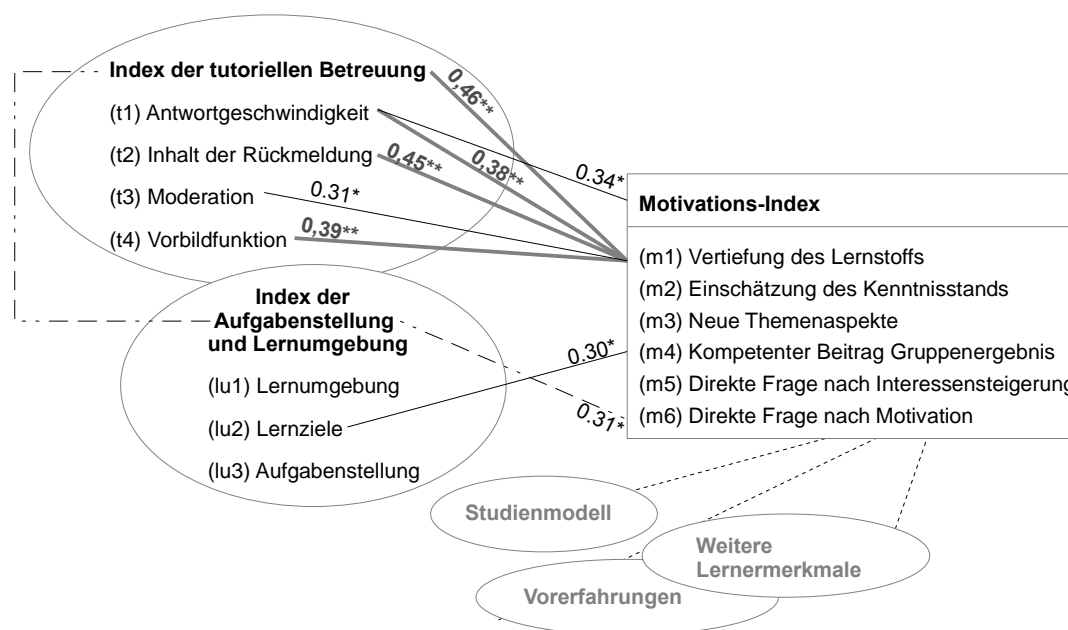 Index der tutoriellen Betreuung
0,46**
(t1) Antwortgeschwindigkeit
(t2) Inhalt der Rückmeldung
0,45**
0,38**
0.34*
(t3) Moderation
0.31*
(t4) Vorbildfunktion
0,39**
Motivations-Index
(m1) Vertiefung des Lernstoffs
(m2) Einschätzung des Kenntnisstands
(m3) Neue Themenaspekte
(m4) Kompetenter Beitrag Gruppenergebnis
(m5) Direkte Frage nach Interessensteigerung
(m6) Direkte Frage nach Motivation
Index der
Aufgabenstellung
und Lernumgebung
(lu1) Lernumgebung
(lu2) Lernziele
(lu3) Aufgabenstellung
0.30*
0.31*
Studienmodell
Weitere
Lernermerkmale
Vorerfahrungen